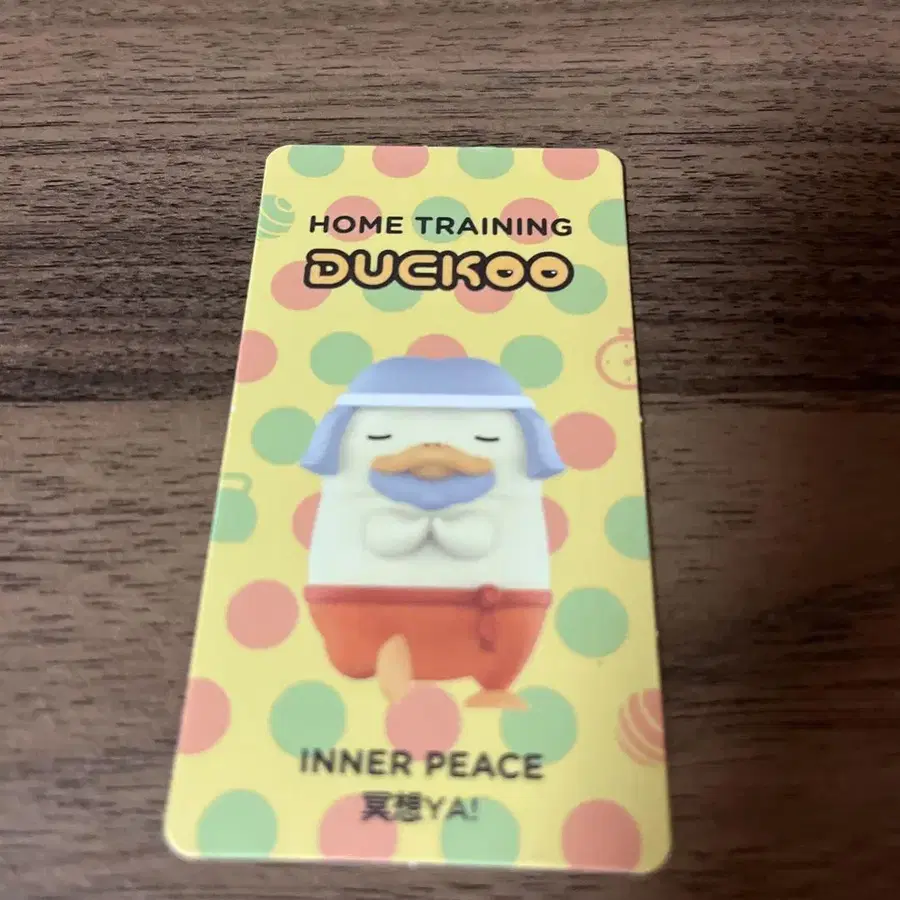 HOME TRAINING
DUCKOO
INNER PEACE
冥想YA!